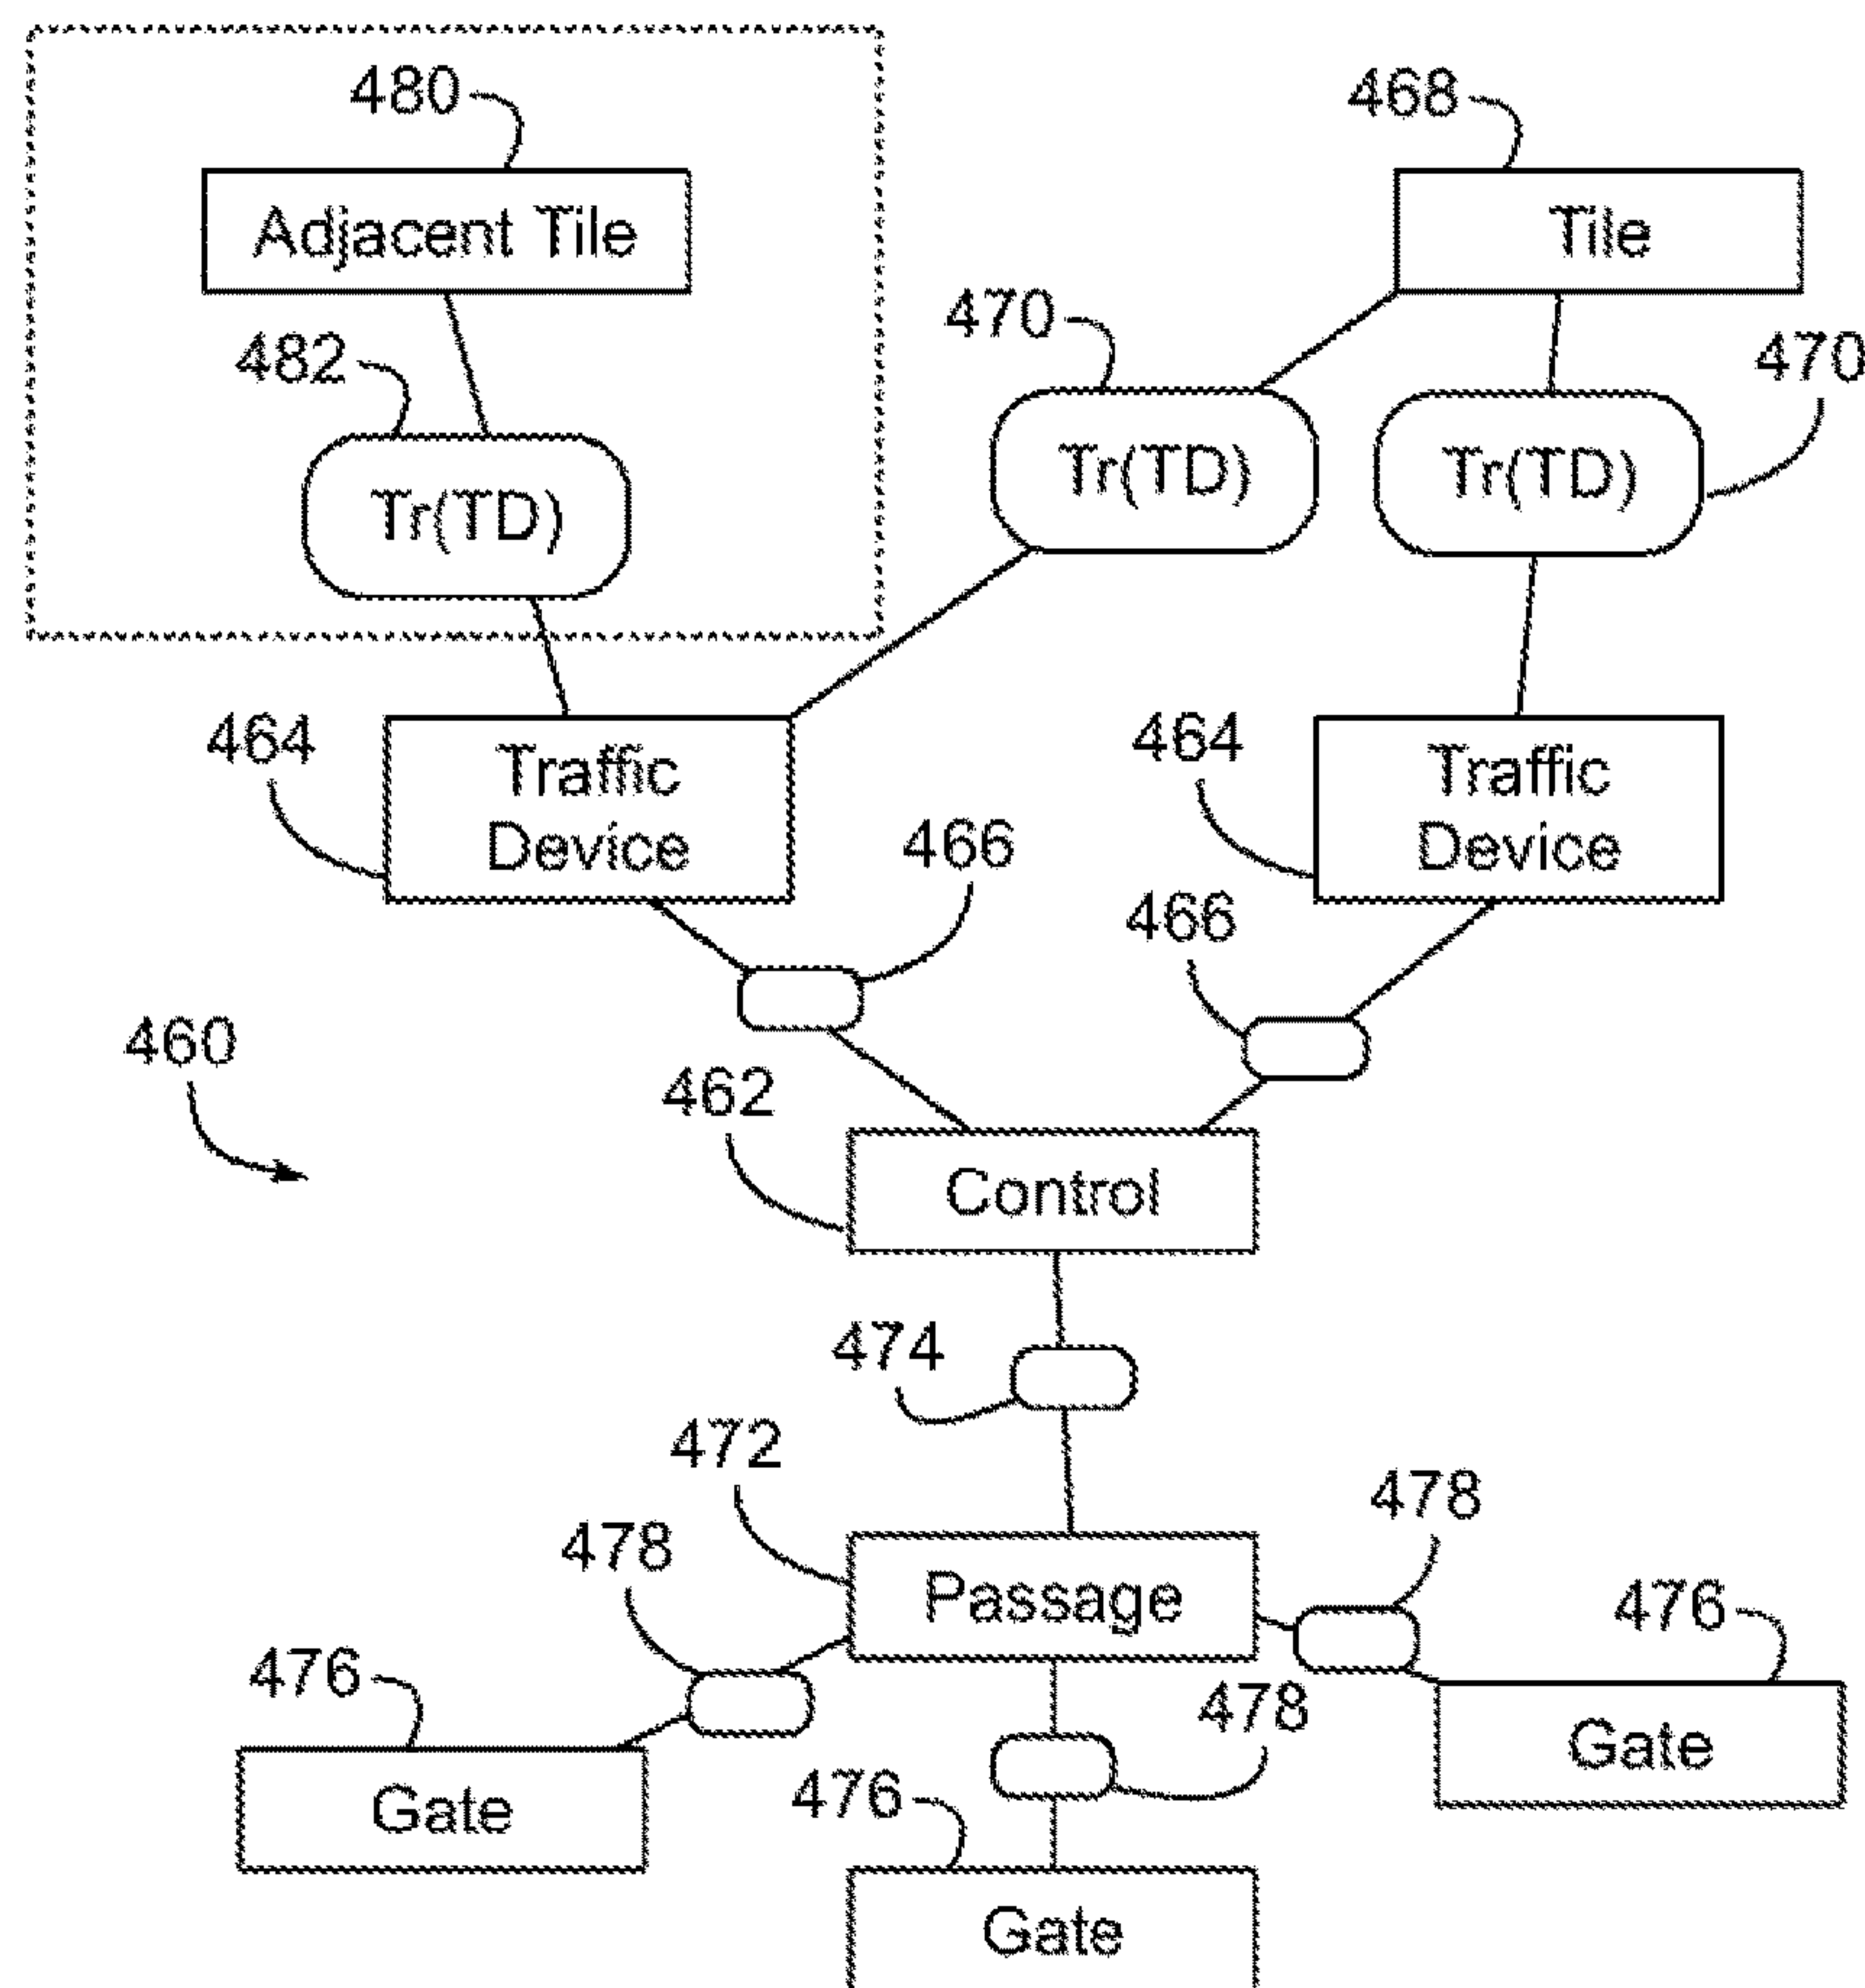 480
468
Adjacent Tile
Tile
470
470
482
Tr(TD)
Tr(TD)
Tr(TD)
464
Traffic
Device
464
Traffic
Device
466
466
460
462
Control
474
472
478
478
Passage
476
476
478
Gate
Gate
476
Gate